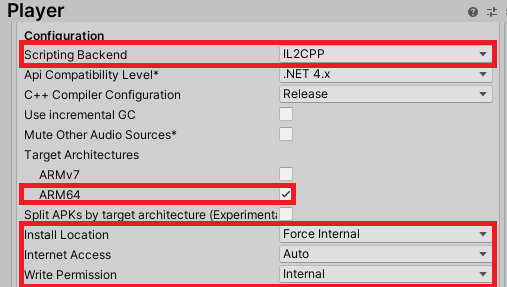 Player
Configuration
Scripting Backend IL2CPP
Api Compatibility Level* .NET 4.x
C++ Compiler Configuration Release
Use incremental GC
Mute Other Audio Sources*
Target Architectures
ARMv7
ARM64
Split APKs by target architecture (Experimenta
Install Location Force Internal
Internet Access Auto
Write Permission Internal